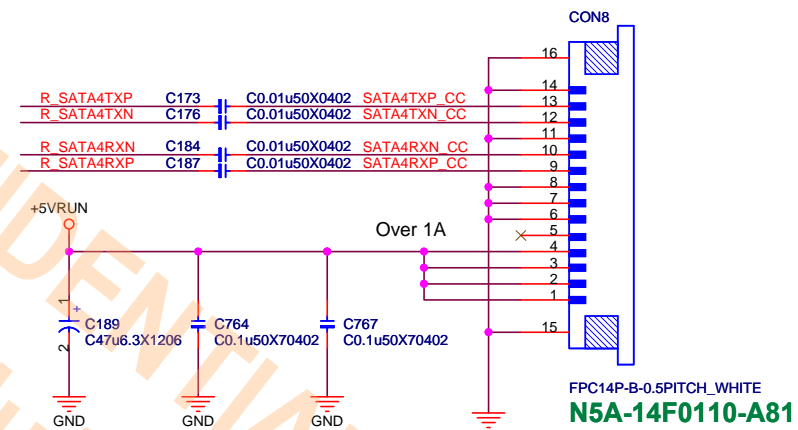 CON8
16
14
R_SATA4TXP C173 C0.01u50X0402 SATA4TXP_CC 13
R_SATA4TXN C176 C0.01u50X0402 SATA4TXN_CC 12
11
R_SATA4RXN C184 C0.01u50X0402 SATA4RXN_CC 10
R_SATA4RXP C187 C0.01u50X0402 SATA4RXP_CC 9
8
7
+5VRUN
6
Over 1A
5
4
3
2
1
1
+
C189 C764 C767
C47u6.3X1206 C0.1u50X70402 C0.1u50X70402
15
2
FPC14P-B-0.5PITCH_WHITE
N5A-14F0110-A81
GND GND GND